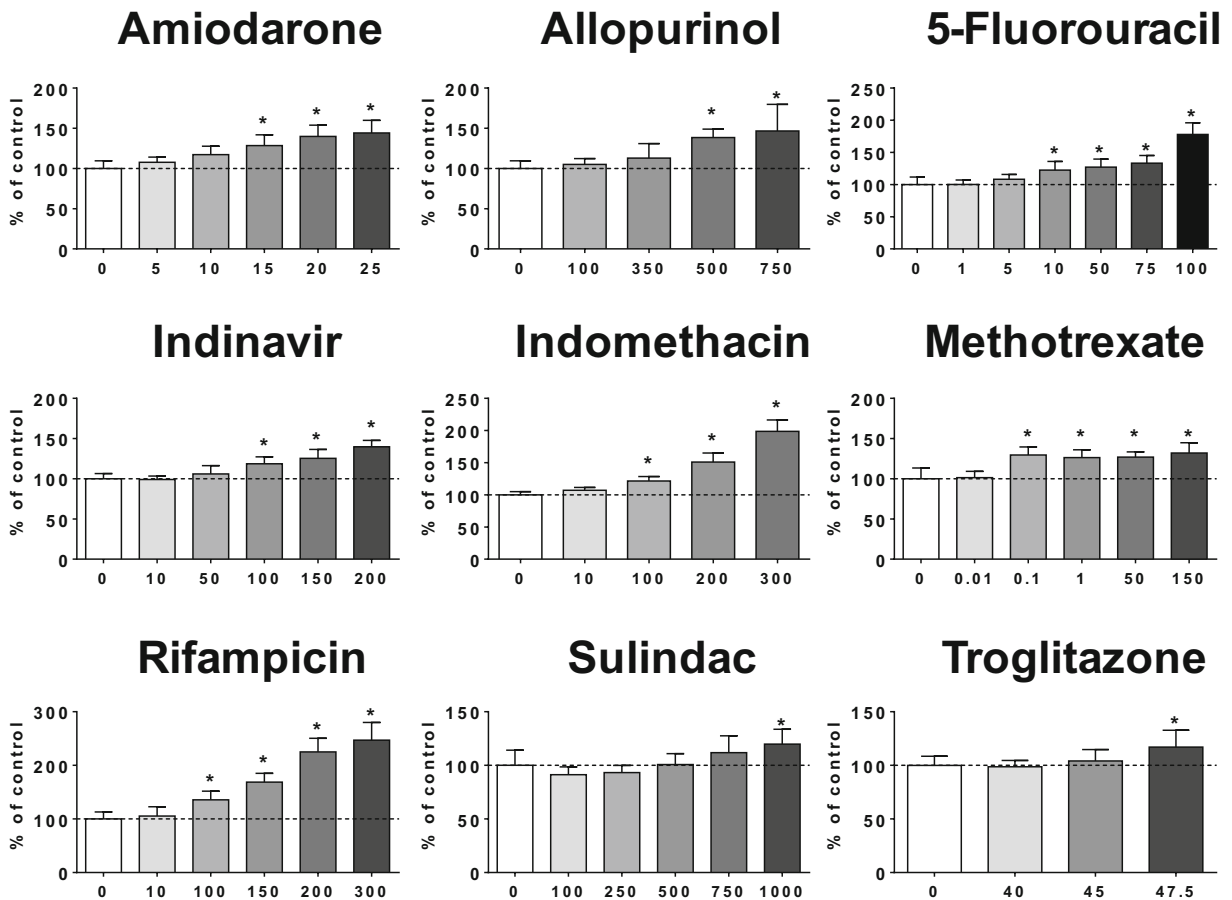 Amiodarone
% of control
200
150
100
50
0
* * *
0 5 10 15 20 25
Allopurinol
% of control
200
150
100
50
0
* *
0 100 350 500 750
5-Fluorouracil
% of control
250
200
150
100
50
0
* * * *
0 1 5 10 50 75 100
Indinavir
% of control
200
150
100
50
0
* * *
0 10 50 100 150 200
Indomethacin
% of control
250
200
150
100
50
0
* * *
0 10 100 200 300
Methotrexate
% of control
200
150
100
50
0
* * * *
0 0.01 0.1 1 50 150
Rifampicin
% of control
300
200
100
0
* * * *
0 10 100 150 200 300
Sulindac
% of control
150
100
50
0
*
0 100 250 500 750 1000
Troglitazone
% of control
150
100
50
0
*
0 40 45 47.5